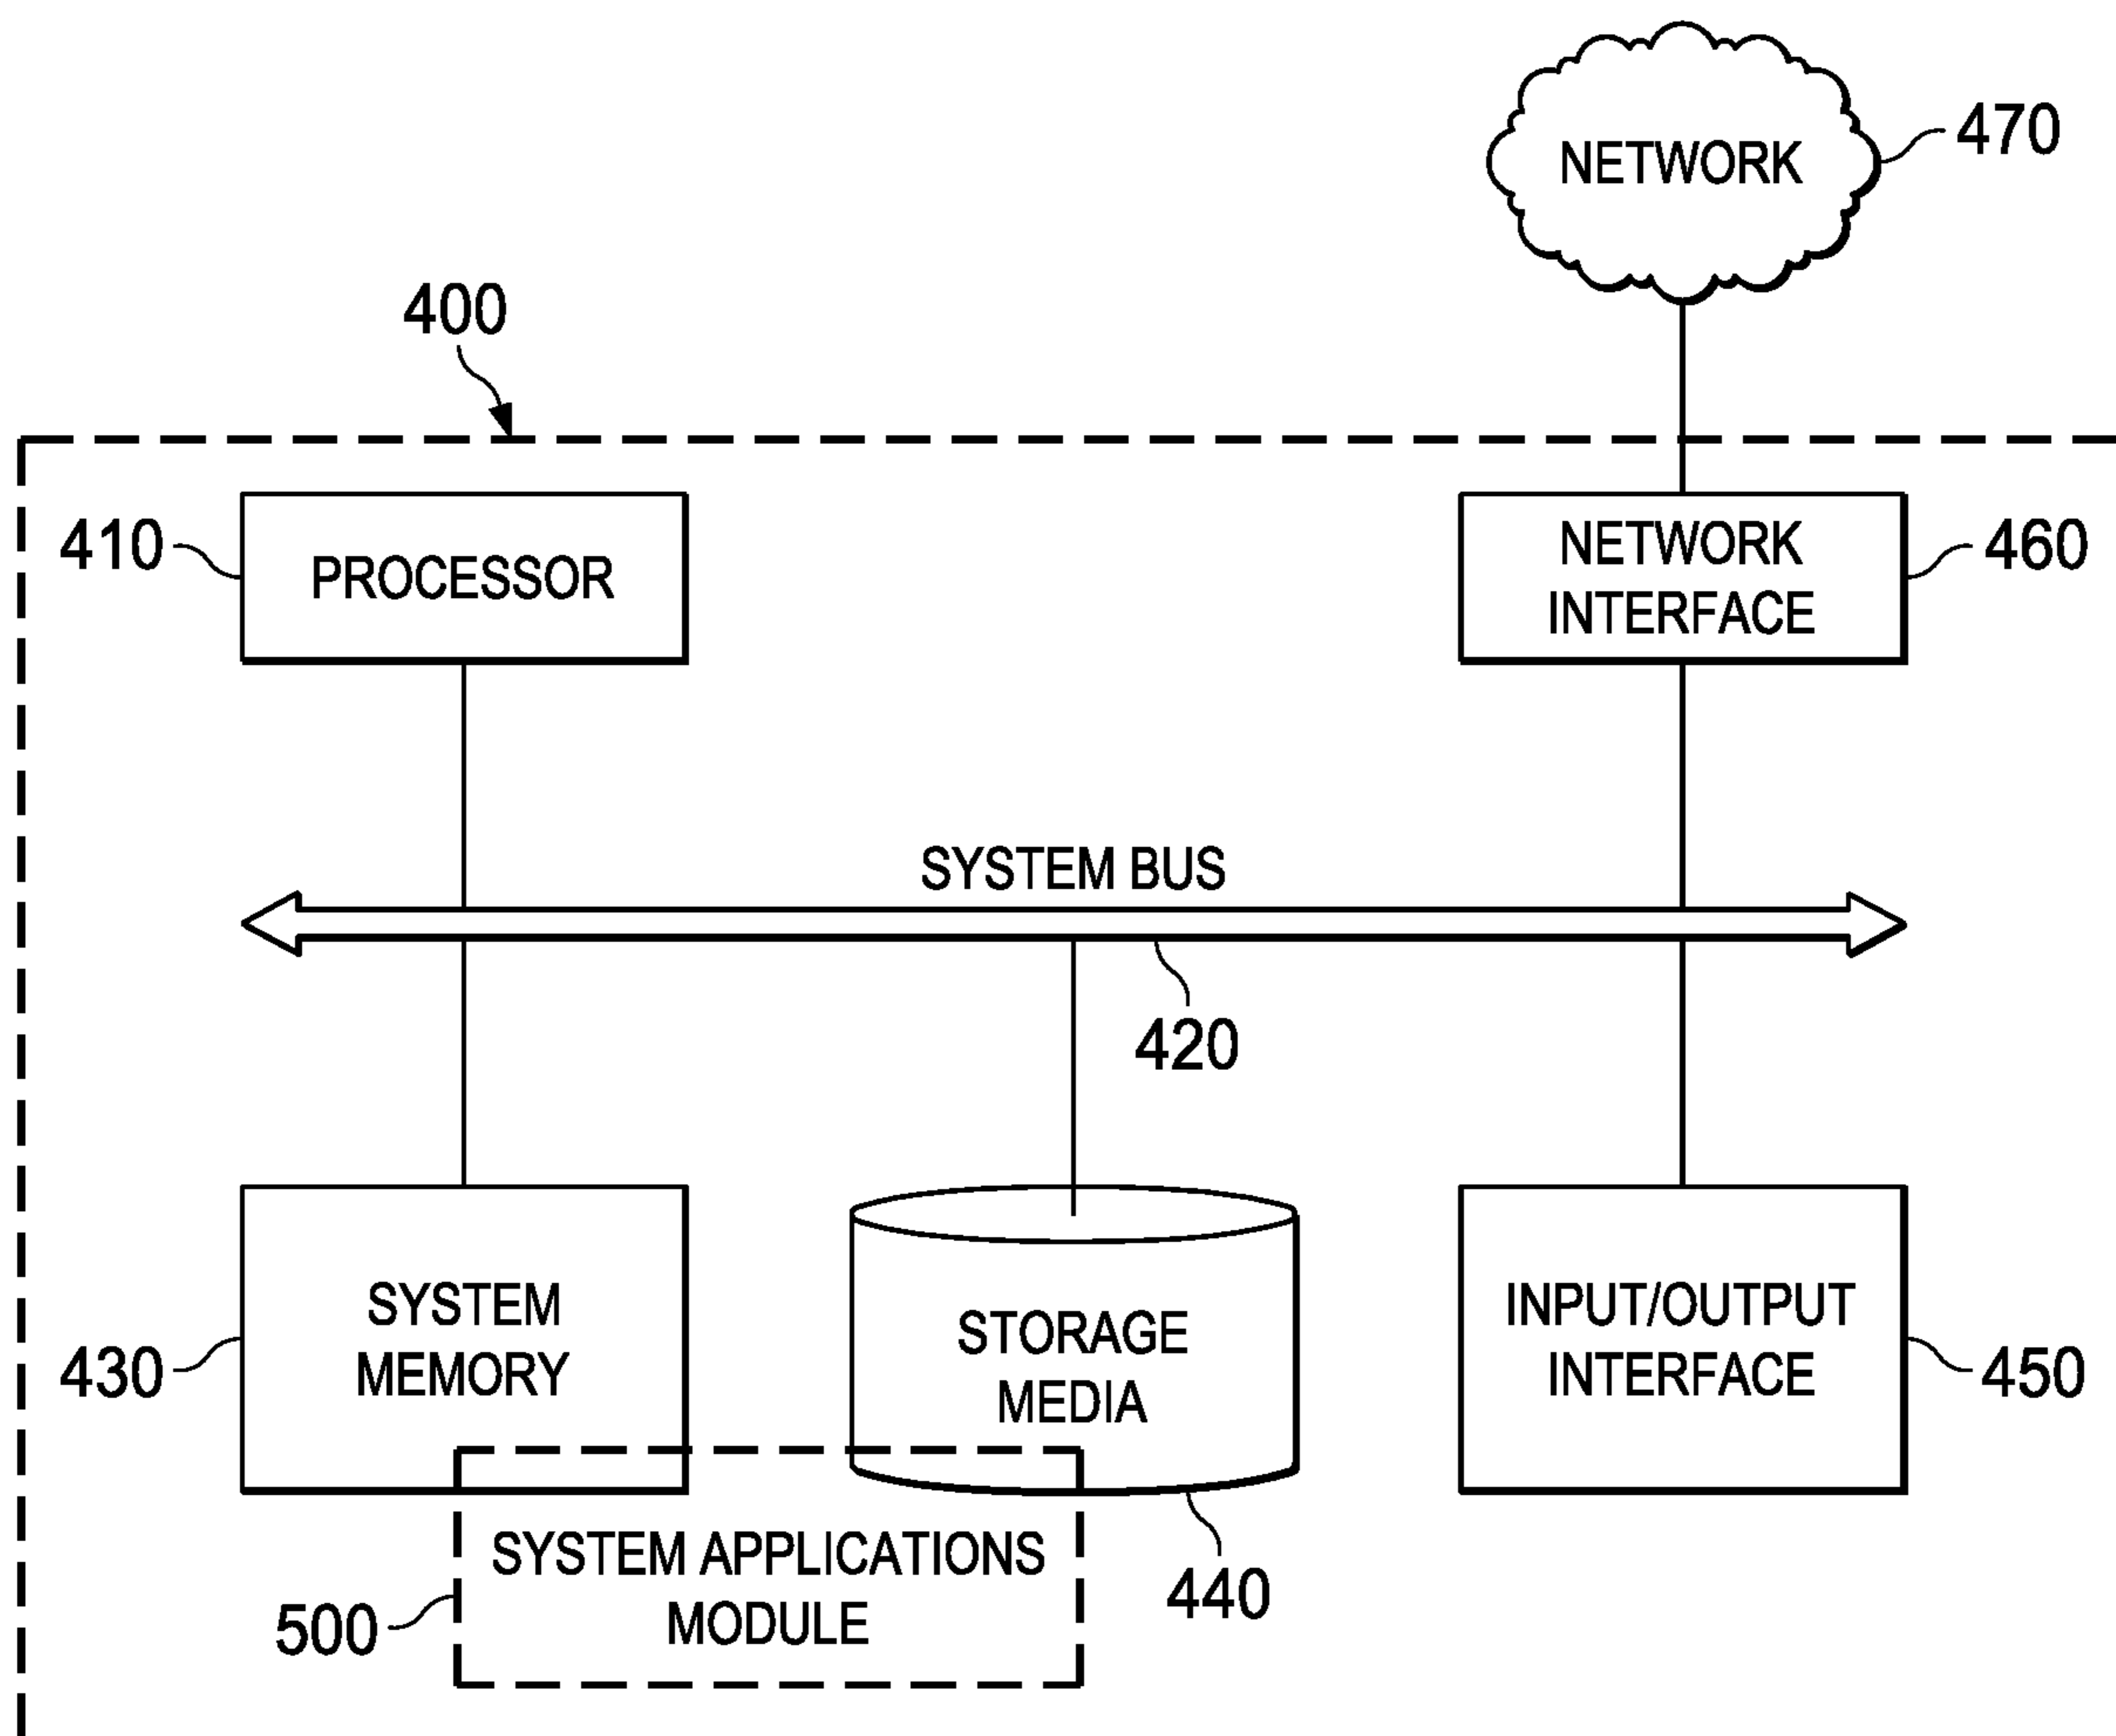 NETWORK
470
400
410
PROCESSOR
NETWORK
INTERFACE
460
SYSTEM BUS
420
430
SYSTEM
MEMORY
STORAGE
MEDIA
INPUT/OUTPUT
INTERFACE
450
500
SYSTEM APPLICATIONS
MODULE
440